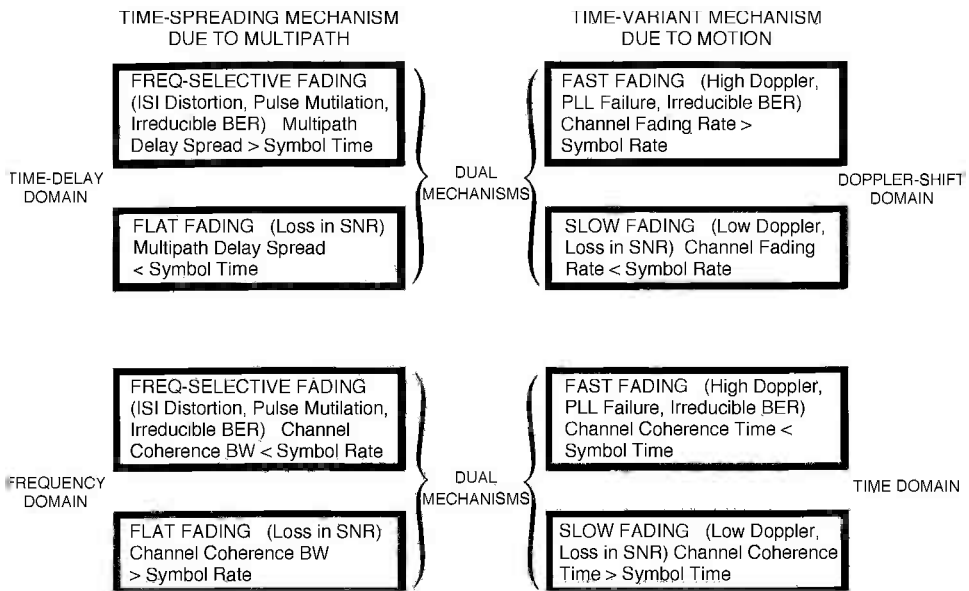 TIME-SPREADING MECHANISM
DUE TO MULTIPATH
TIME-VARIANT MECHANISM
DUE TO MOTION
FREQ-SELECTIVE FADING
(ISI Distortion, Pulse Mutilation,
Irreducible BER) Multipath
Delay Spread > Symbol Time
FAST FADING (High Doppler,
PLL Failure, Irreducible BER)
Channel Fading Rate >
Symbol Rate
TIME-DELAY
DOMAIN
DUAL
MECHANISMS
DOPPLER-SHIFT
DOMAIN
FLAT FADING (Loss in SNR)
Multipath Delay Spread
< Symbol Time
SLOW FADING (Low Doppler,
Loss in SNR) Channel Fading
Rate < Symbol Rate
FREQ-SELECTIVE FADING
(ISI Distortion, Pulse Mutilation,
Irreducible BER) Channel
Coherence BW < Symbol Rate
FAST FADING (High Doppler,
PLL Failure, Irreducible BER)
Channel Coherence Time <
Symbol Time
FREQUENCY
DOMAIN
DUAL
MECHANISMS
TIME DOMAIN
FLAT FADING (Loss in SNR)
Channel Coherence BW
> Symbol Rate
SLOW FADING (Low Doppler,
Loss in SNR) Channel Coherence
Time > Symbol Time